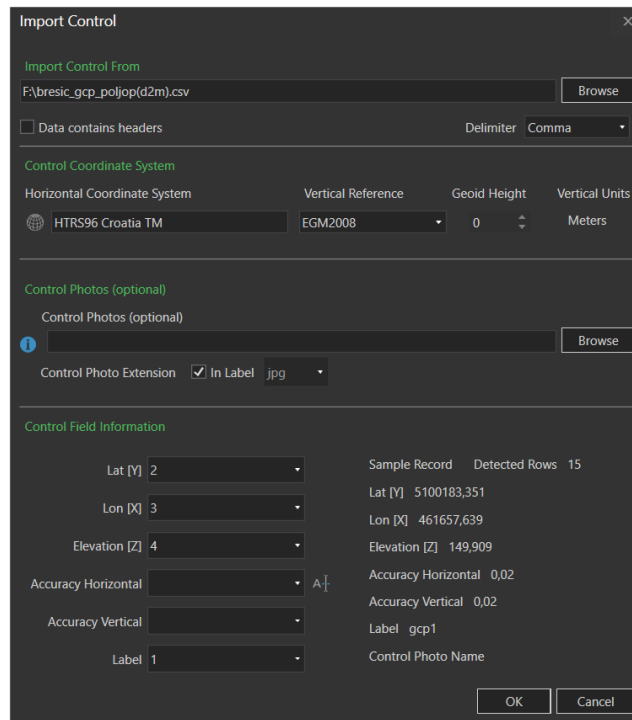 Import Control
Import Control From
F:\bresic_gcp_poljop(d2m).csv Browse
Data contains headers Delimiter Comma
Control Coordinate System
Horizontal Coordinate System Vertical Reference Geoid Height Vertical Units
HTRS96 Croatia TM EGM2008 0 Meters
Control Photos (optional)
Control Photos (optional)
Browse
Control Photo Extension In Label jpg
Control Field Information
Lat [Y] 2
Lon [X] 3
Elevation [Z] 4
Accuracy Horizontal
Accuracy Vertical
Label 1
Sample Record Detected Rows 15
Lat [Y] 5100183,351
Lon [X] 461657,639
Elevation [Z] 149,909
Accuracy Horizontal 0,02
Accuracy Vertical 0,02
Label gcp1
Control Photo Name
OK Cancel